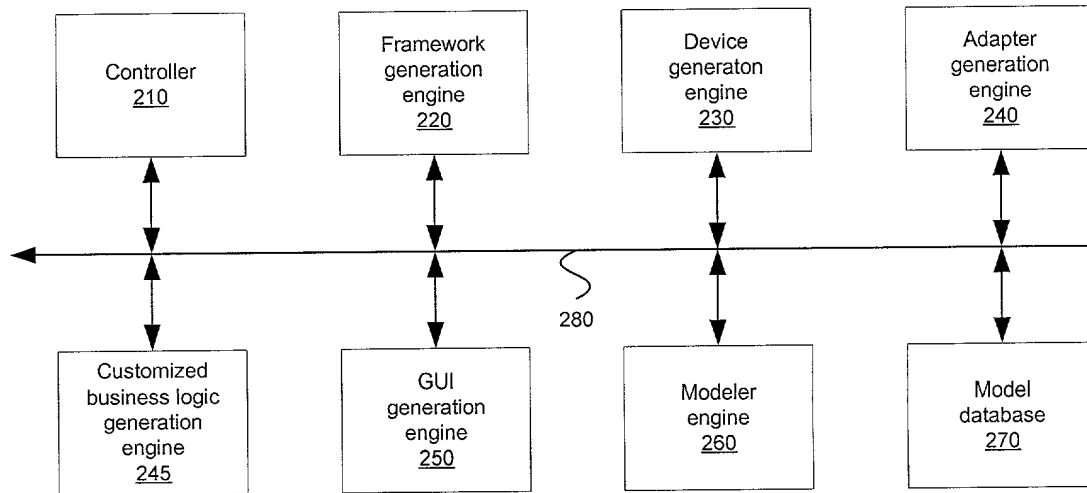 Controller
210
Framework
generation
engine
220
Device
generaton
engine
230
Adapter
generation
engine
240
280
Customized
business logic
generation
engine
245
GUI
generation
engine
250
Modeler
engine
260
Model
database
270